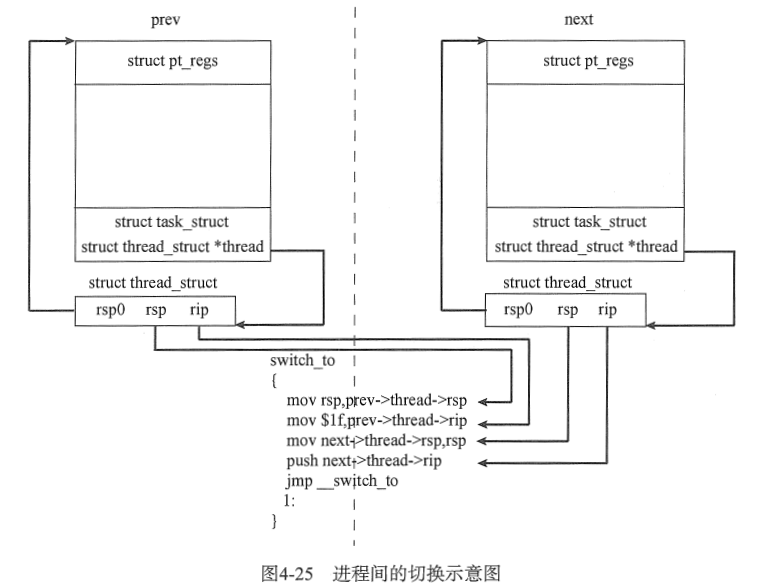 prev
next
struct pt_regs
struct pt_regs
struct task_struct
struct thread_struct *thread
struct task_struct
struct thread_struct *thread
struct thread_struct
rsp0 rsp rip
struct thread_struct
rsp0 rsp rip
switch_to
{
mov rsp,prev->thread->rsp
mov $1f,prev->thread->rip
mov next->thread->rsp,rsp
push next->thread->rip
jmp __switch_to
1:
}
图4-25 进程间的切换示意图